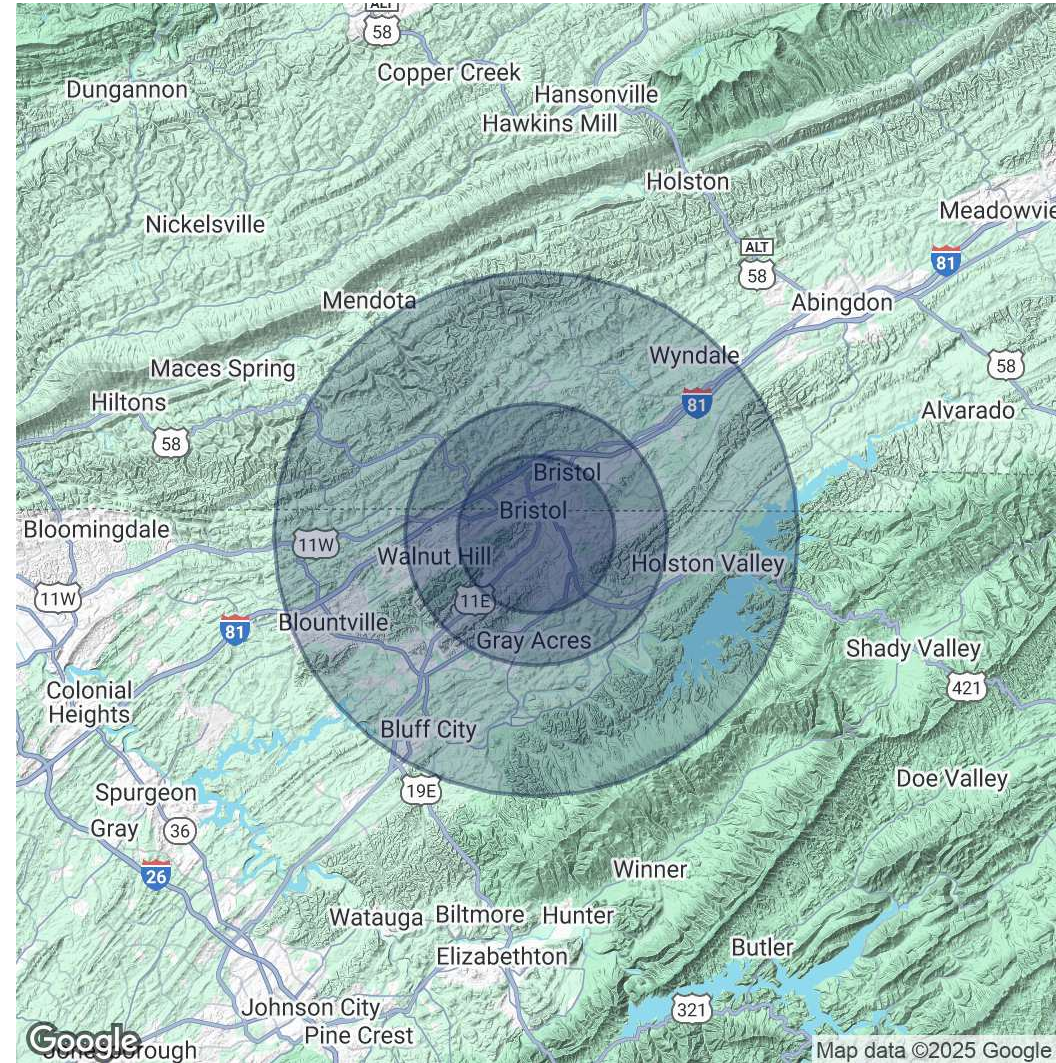 ALT
58
Copper Creek
Dungannon
Hansonville
Hawkins Mill
Holston
Nickelsville
Meadowvie
ALT
58
81
Mendota
Abingdon
Wyndale
Maces Spring
58
81
Hiltons
Alvarado
58
Bristol
Bristol
Bloomingdale
11W
Walnut Hill
Holston Valley
11W
11E
Blountville
81
Gray Acres
Shady Valley
Colonial
Heights
421
Bluff City
Doe Valley
Spurgeon
19E
Gray
36
26
Winner
Watauga
Biltmore
Hunter
Butler
Elizabethton
Johnson City
321
Pine Crest
Google
Jonesborough
Map data ©2025 Google